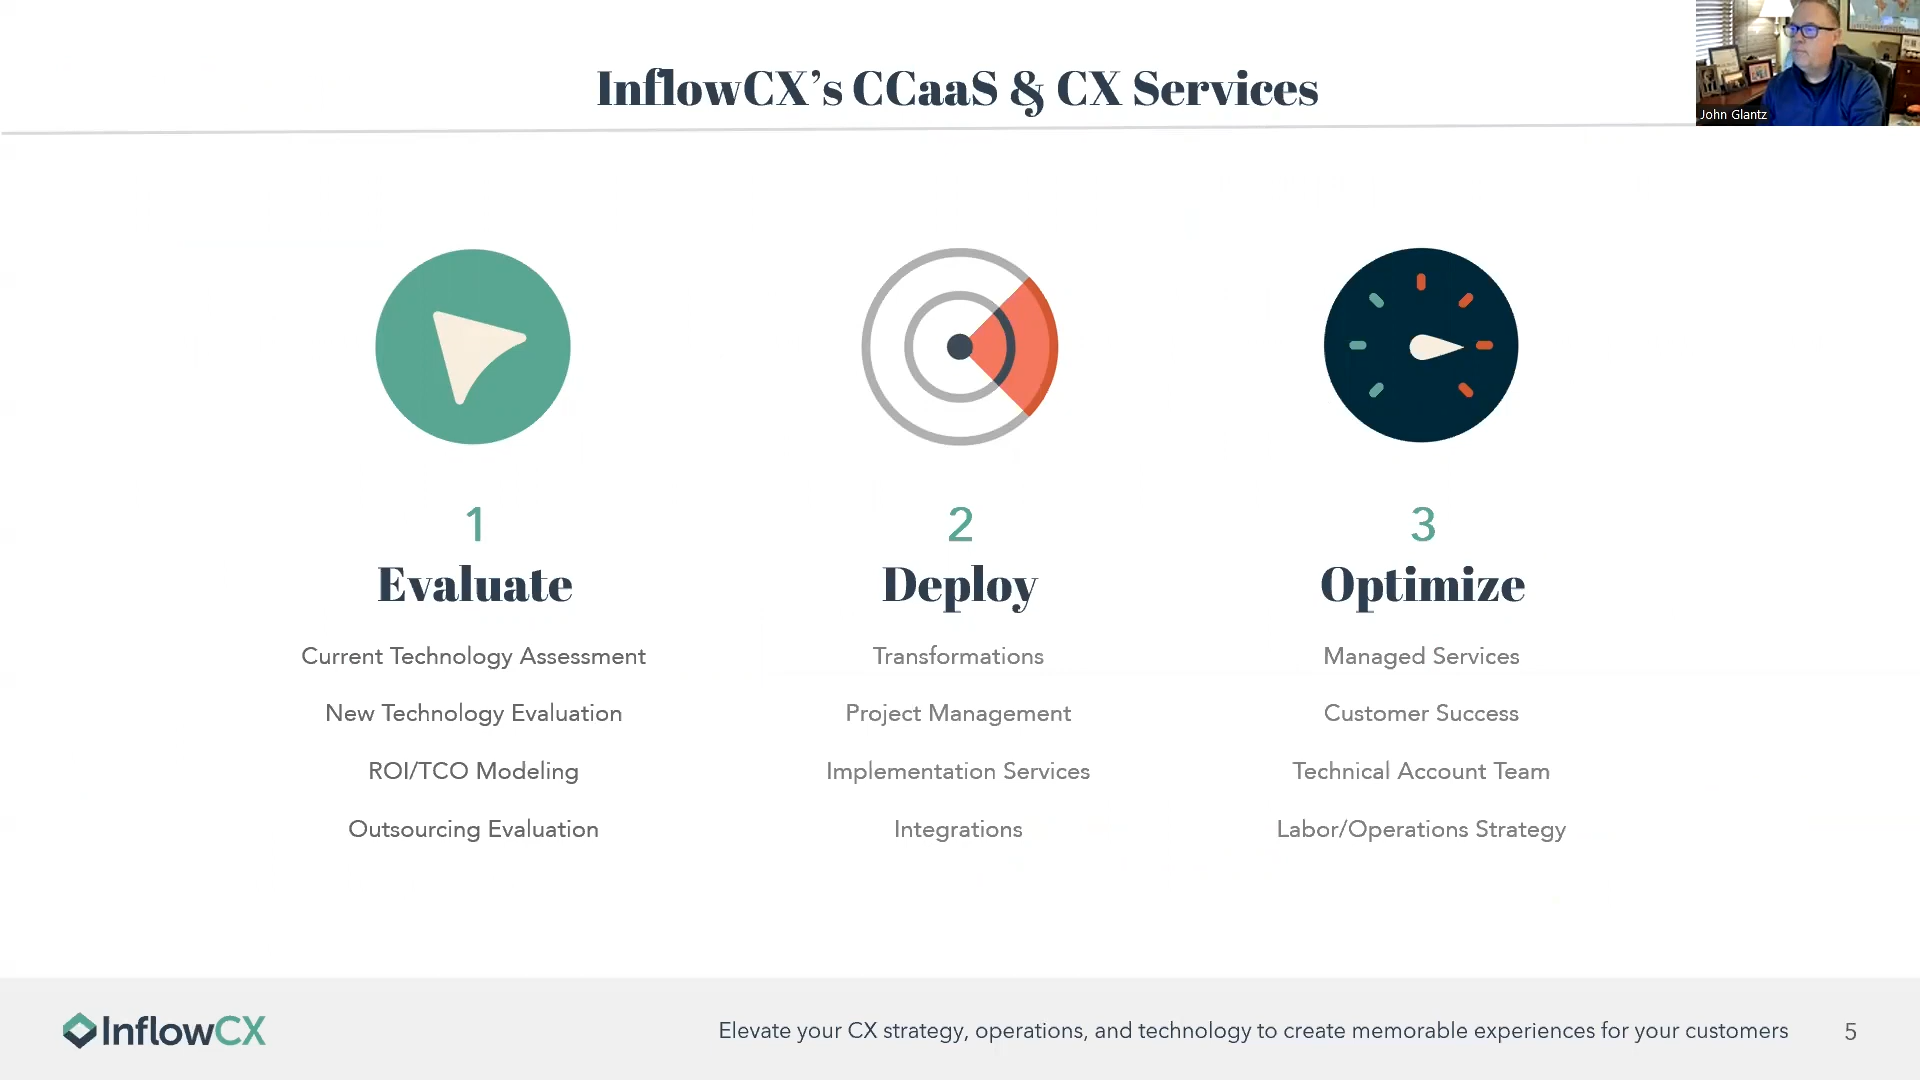 InflowCX’s CCaaS & CX Services
John Glantz
1
Evaluate
Current Technology Assessment
New Technology Evaluation
ROI/TCO Modeling
Outsourcing Evaluation
2
Deploy
Transformations
Project Management
Implementation Services
Integrations
3
Optimize
Managed Services
Customer Success
Technical Account Team
Labor/Operations Strategy
InflowCX
Elevate your CX strategy, operations, and technology to create memorable experiences for your customers
5